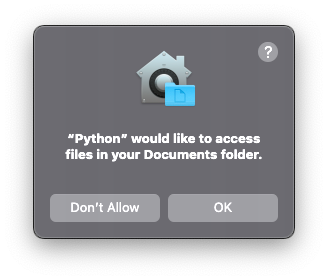 ?
“Python” would like to access
files in your Documents folder.
Don’t Allow
OK